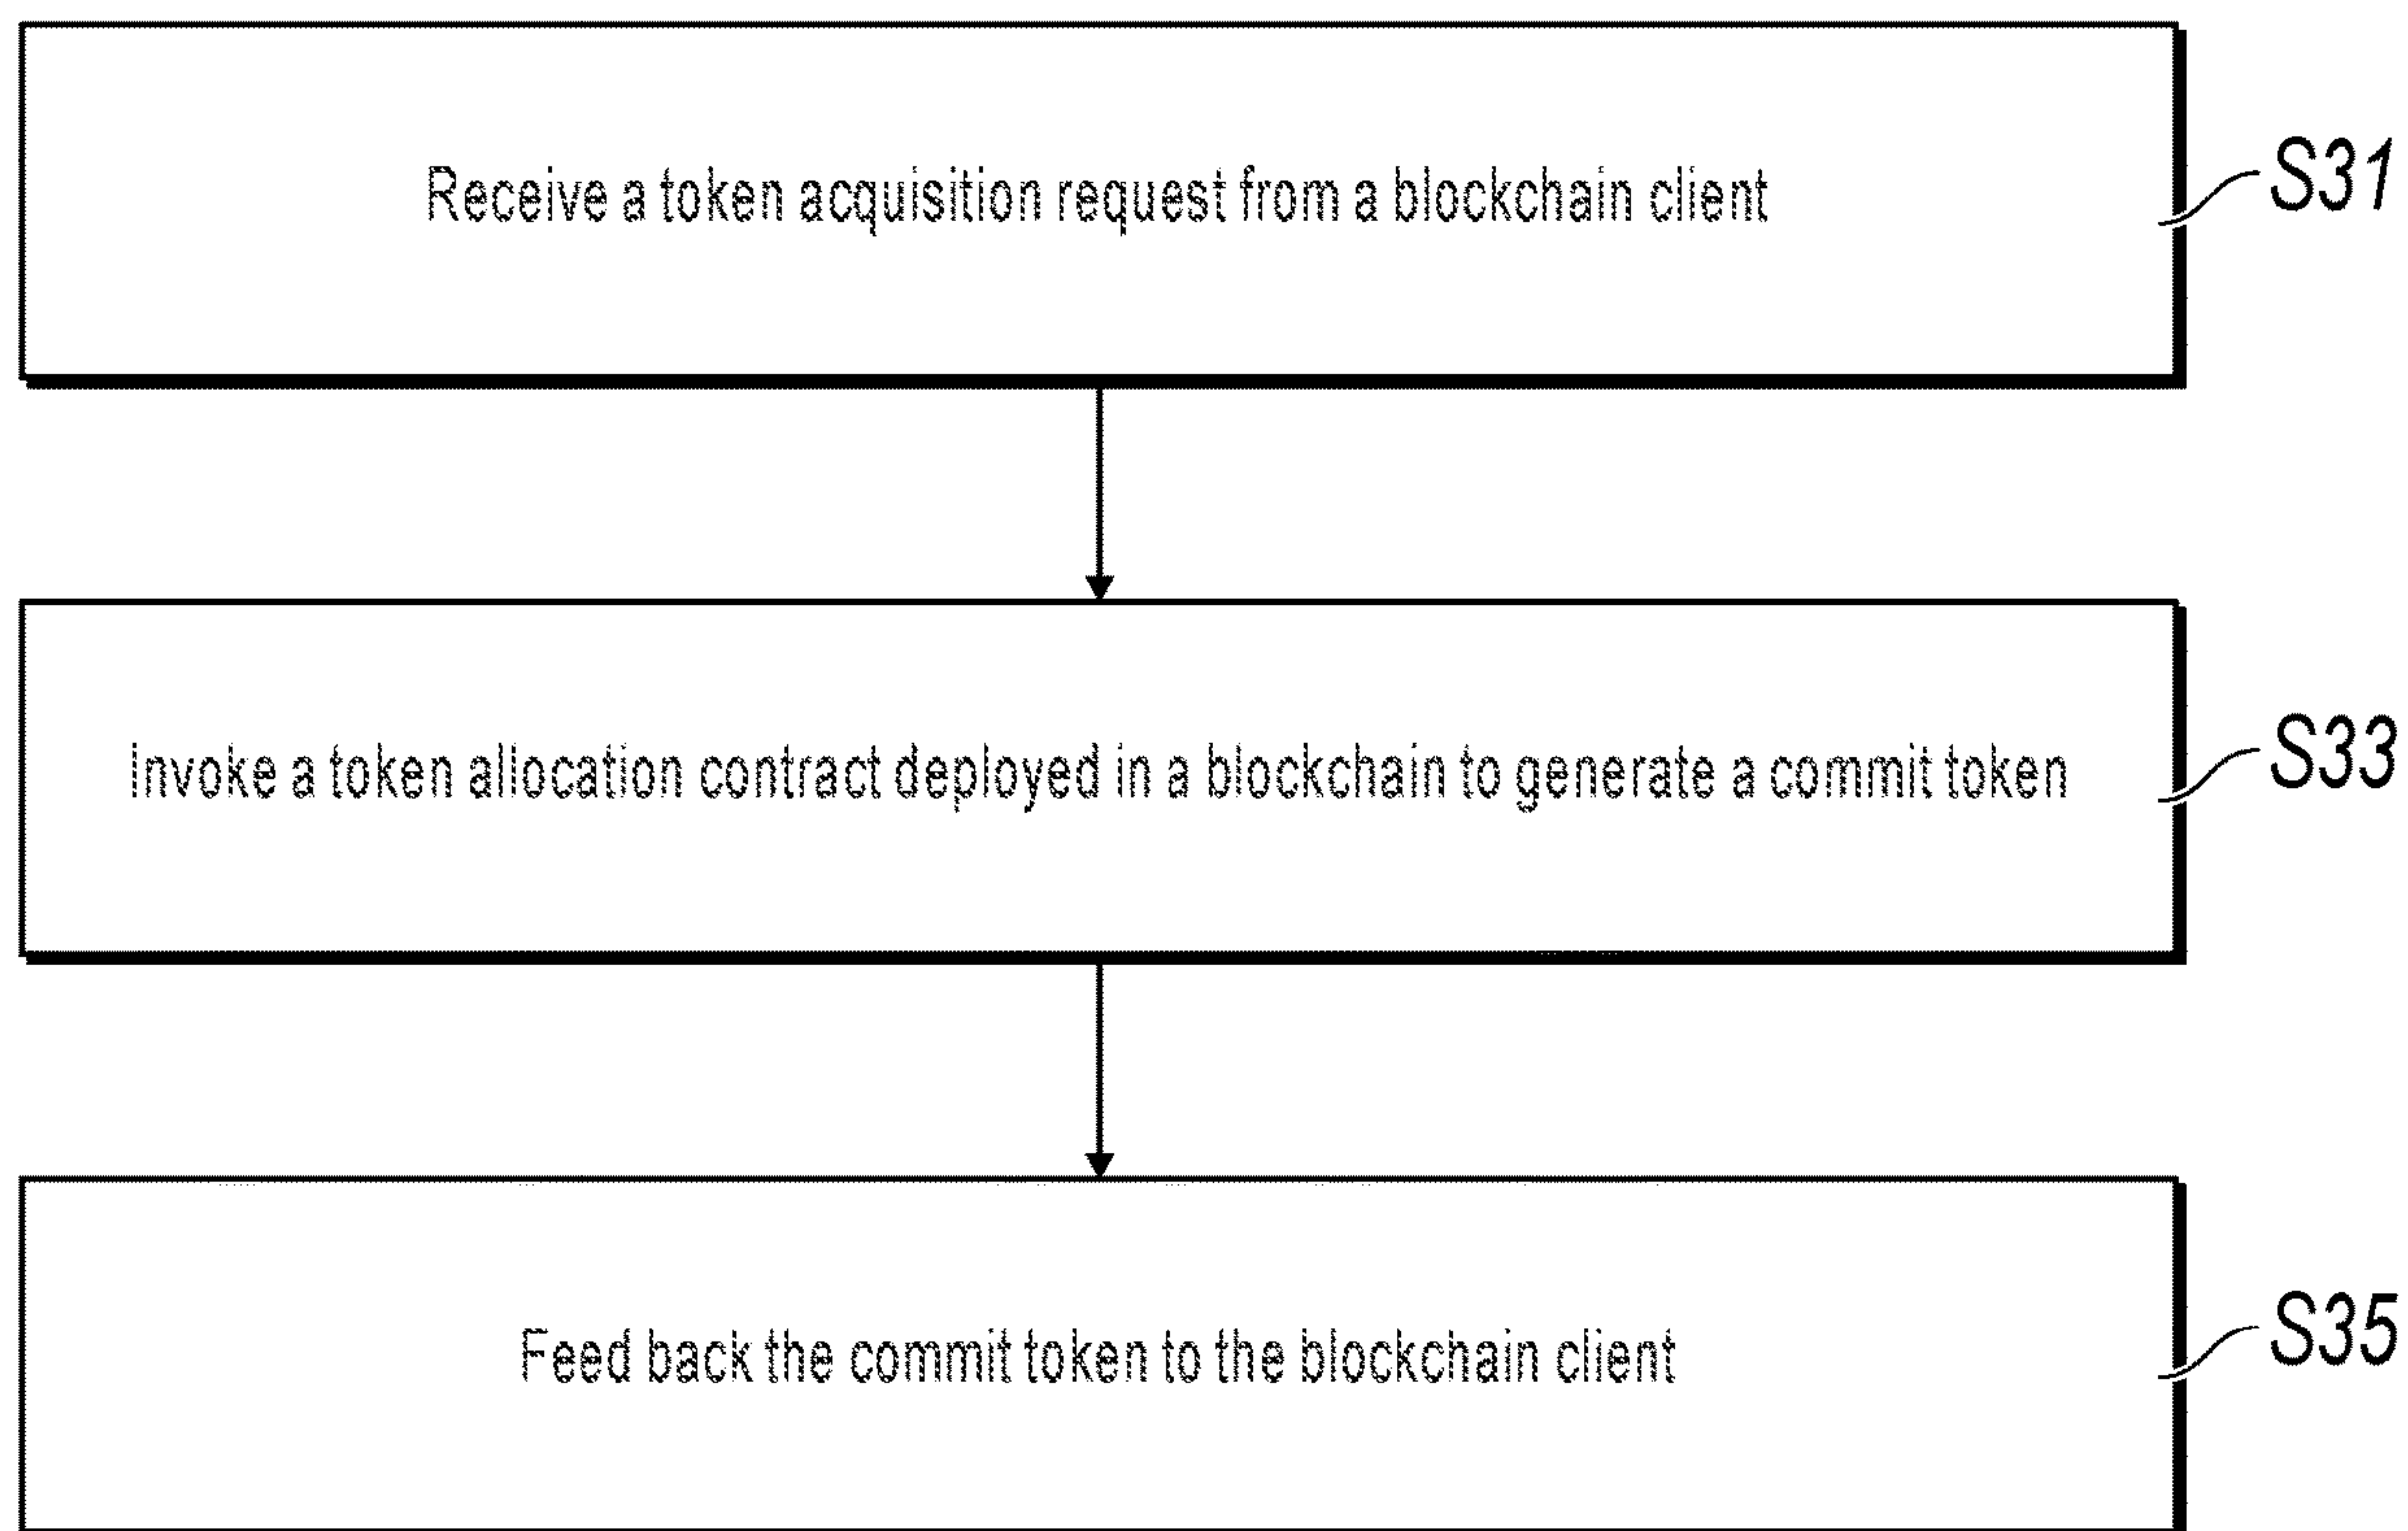 Receive a token acquisition request from a blockchain client
S31
Invoke a token allocation contract deployed in a blockchain to generate a commit token
S33
Feed back the commit token to the blockchain client
S35